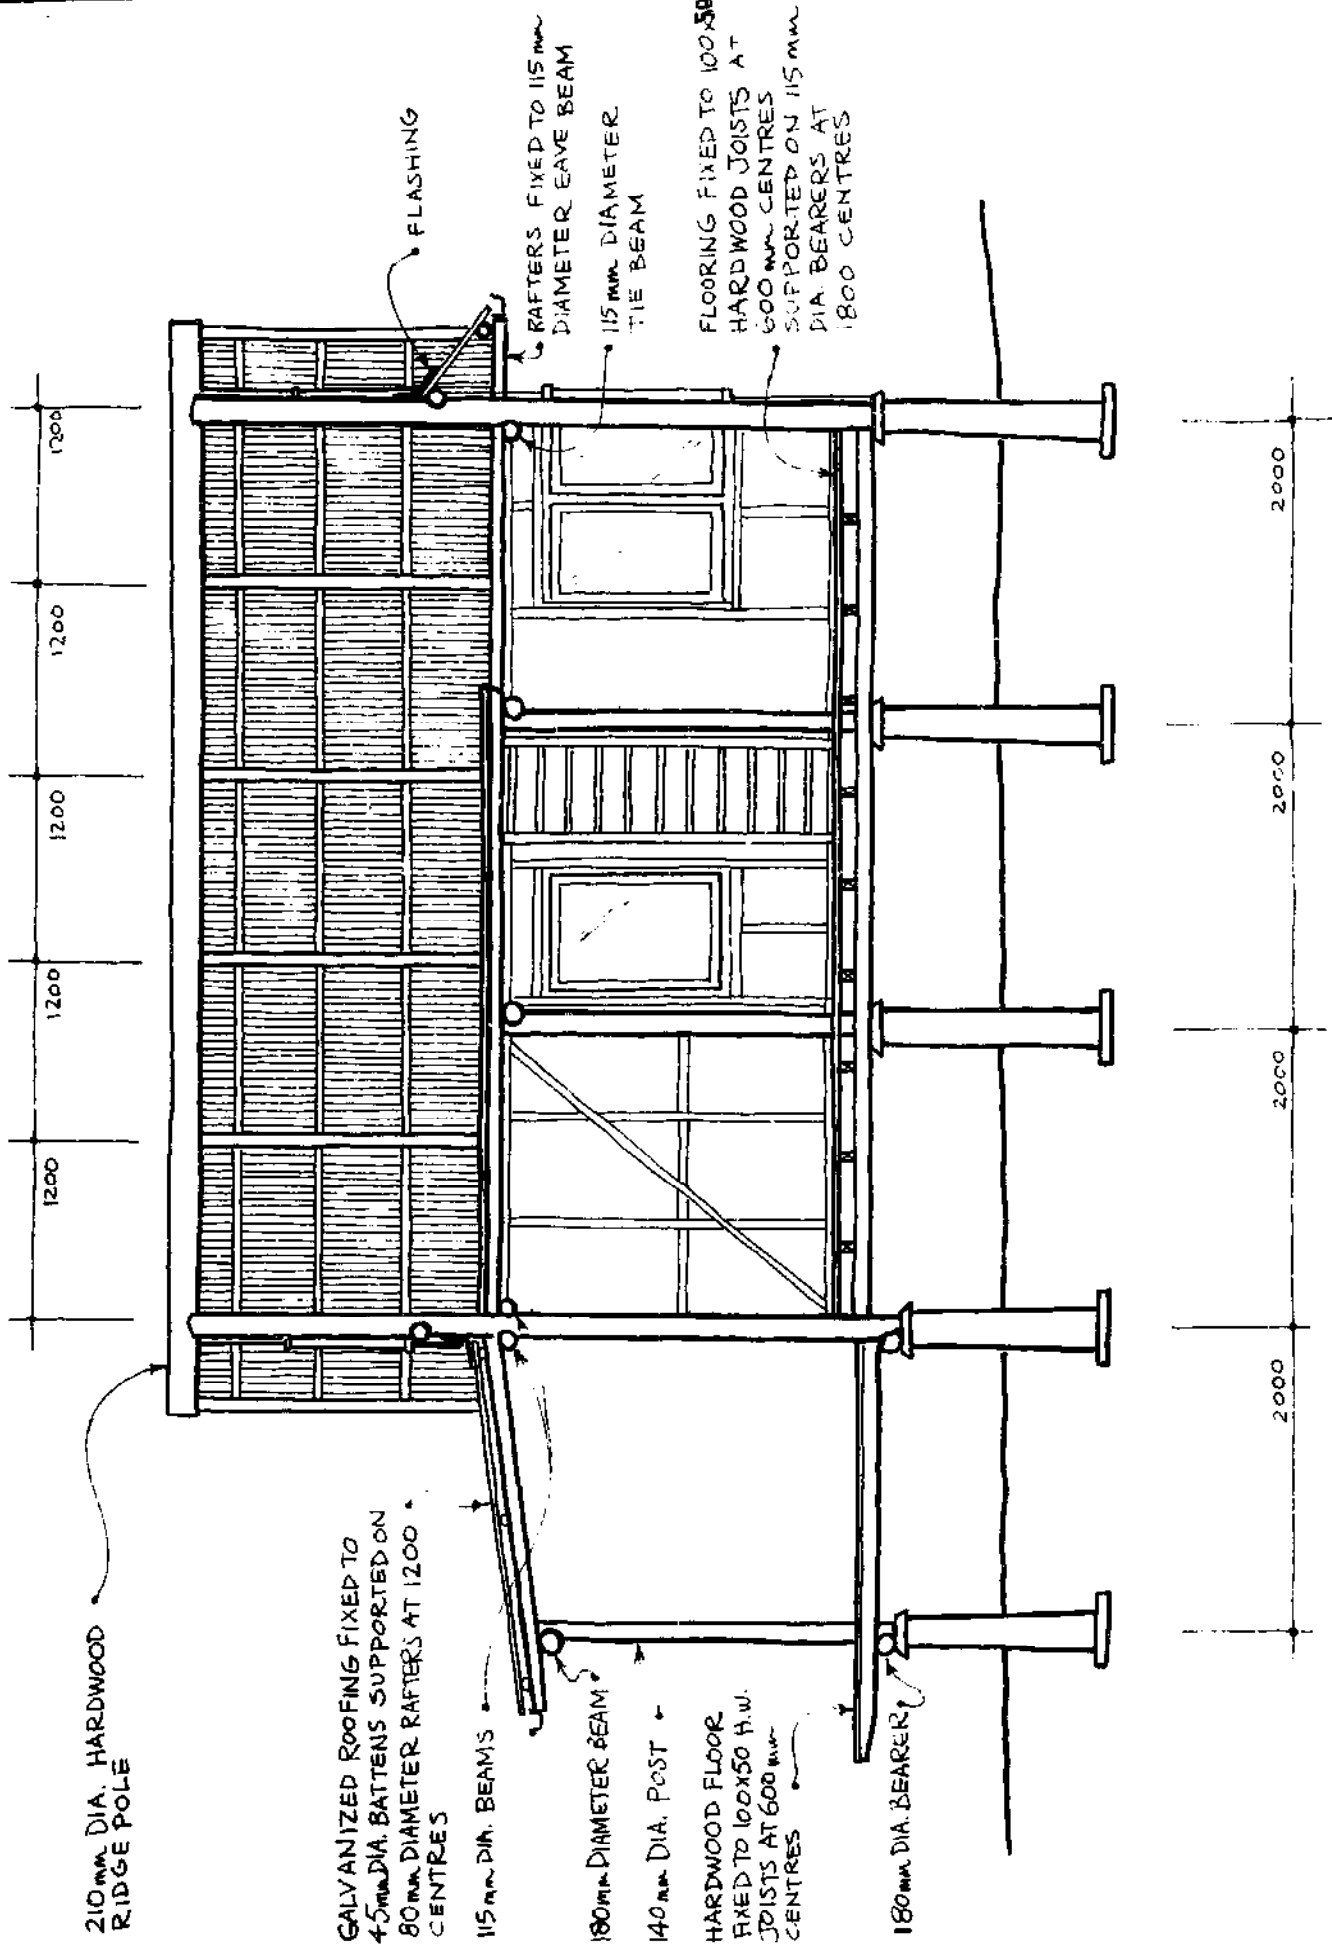 210mm DIA. HARDWOOD
RIDGE POLE
GALVANIZED ROOFING FIXED TO
45mm DIA. BATTENS SUPPORTED ON
80mm DIAMETER RAFTERS AT 1200
CENTRES
115mm DIA. BEAMS
180mm DIAMETER BEAM
140mm DIA. POST
HARDWOOD FLOOR
FIXED TO 100X50 H.W.
JOISTS AT 600mm
CENTRES
180mm DIA. BEARER
1200
1200
1200
1200
1200
FLASHING
RAFTERS FIXED TO 115mm
DIAMETER EAVE BEAM
115mm DIAMETER
TIE BEAM
FLOORING FIXED TO 100x50
HARDWOOD JOISTS AT
600mm CENTRES
SUPPORTED ON 115mm
DIA. BEARERS AT
1800 CENTRES
2000
2000
2000
2000